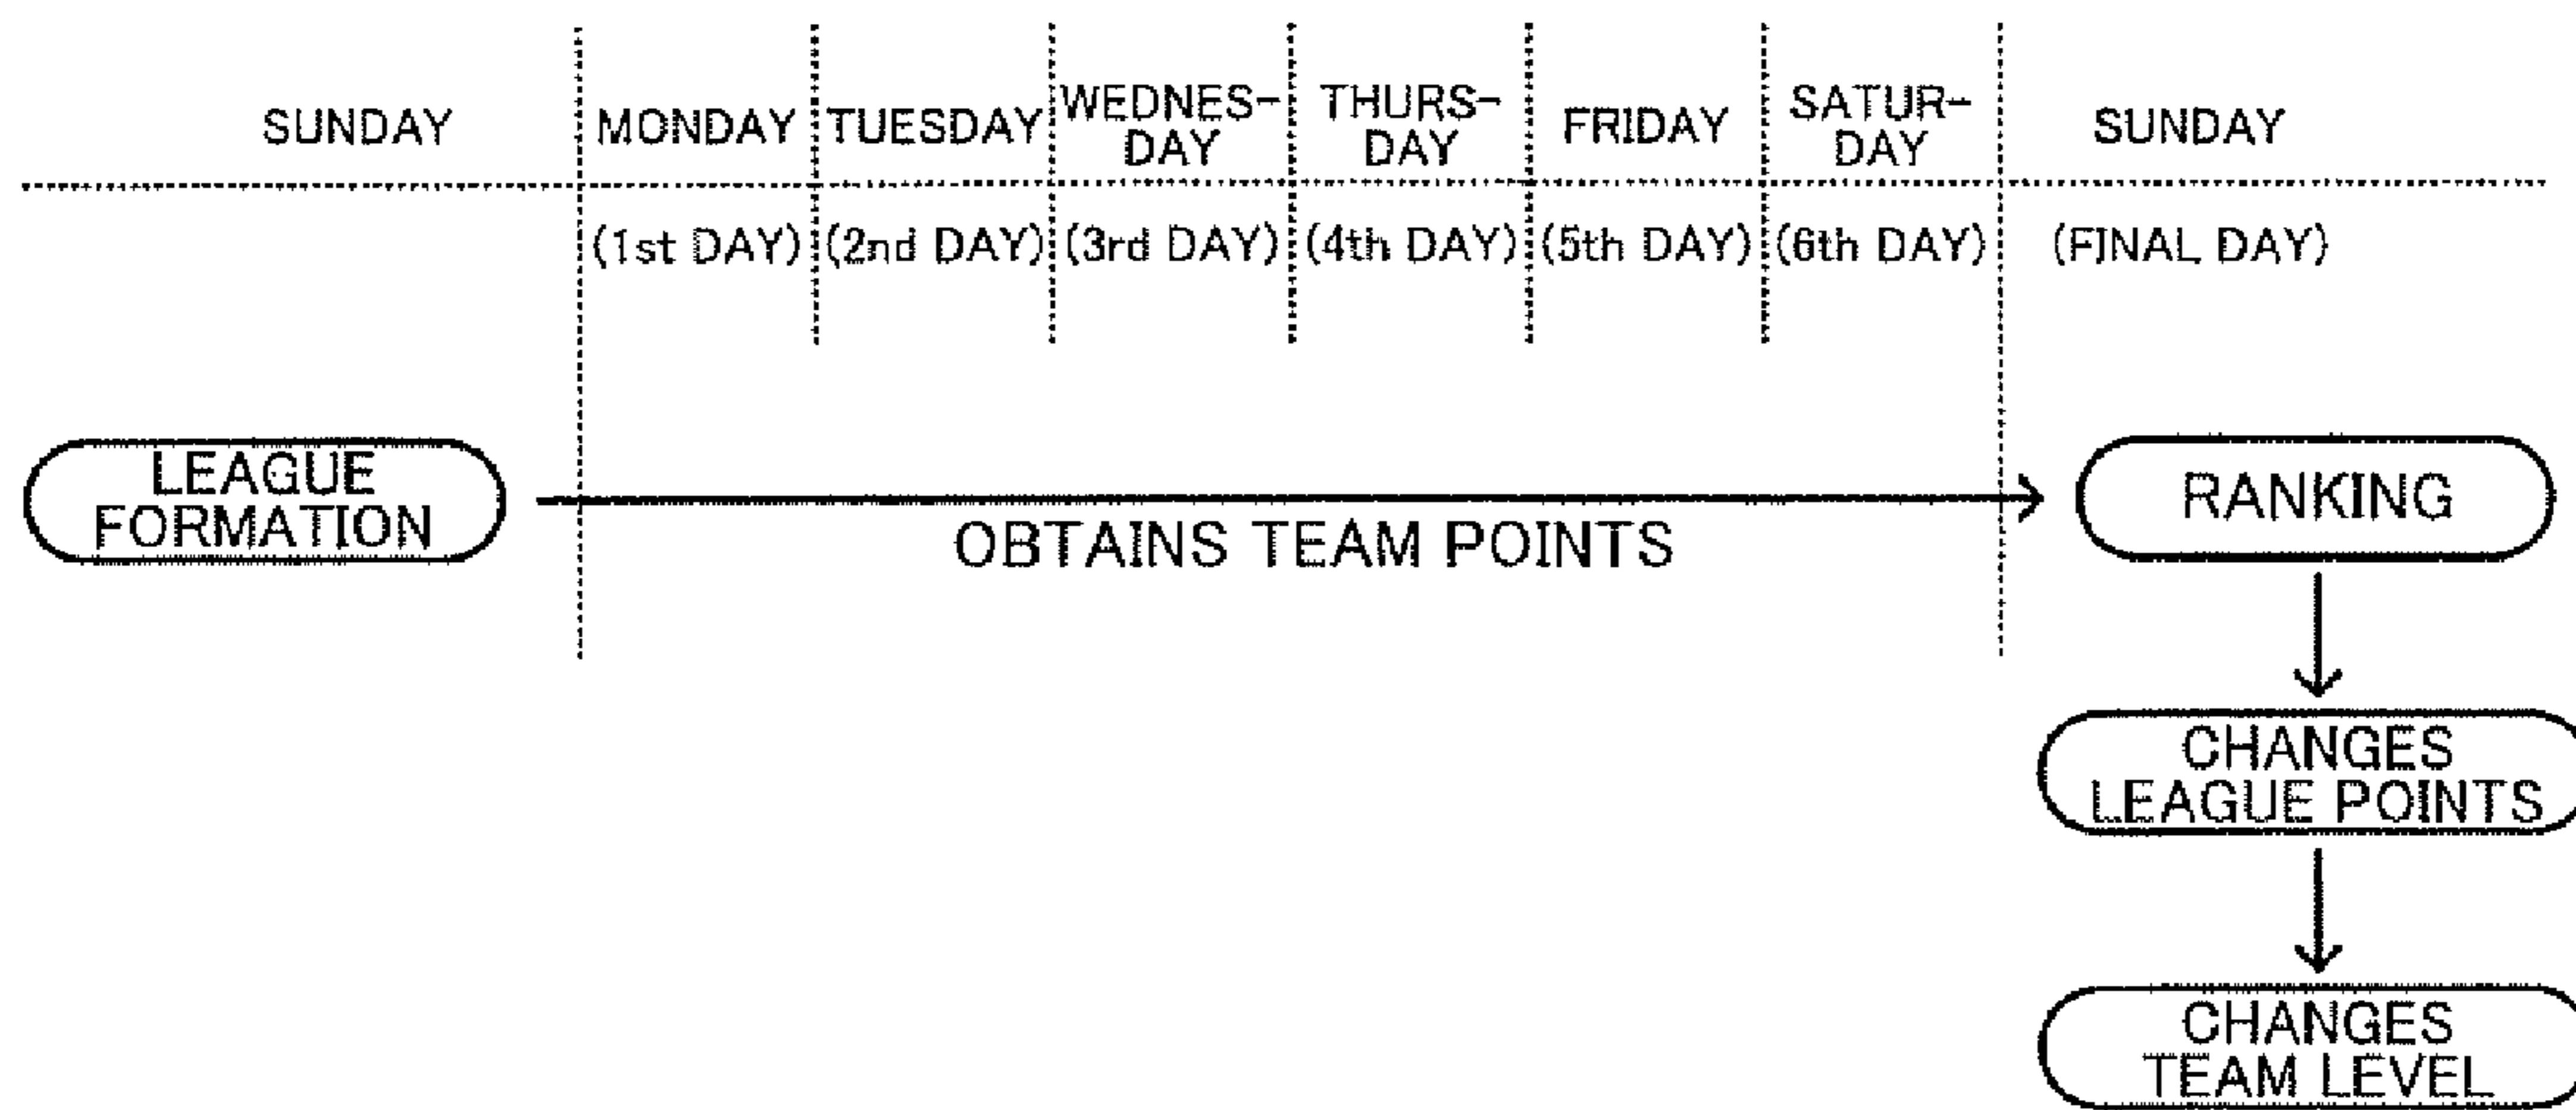 SUNDAY
MONDAY
TUESDAY
WEDNES-
DAY
THURS-
DAY
FRIDAY
SATUR-
DAY
SUNDAY
(1st DAY)
(2nd DAY)
(3rd DAY)
(4th DAY)
(5th DAY)
(6th DAY)
(FINAL DAY)
LEAGUE
FORMATION
OBTAINS TEAM POINTS
RANKING
CHANGES
LEAGUE POINTS
CHANGES
TEAM LEVEL